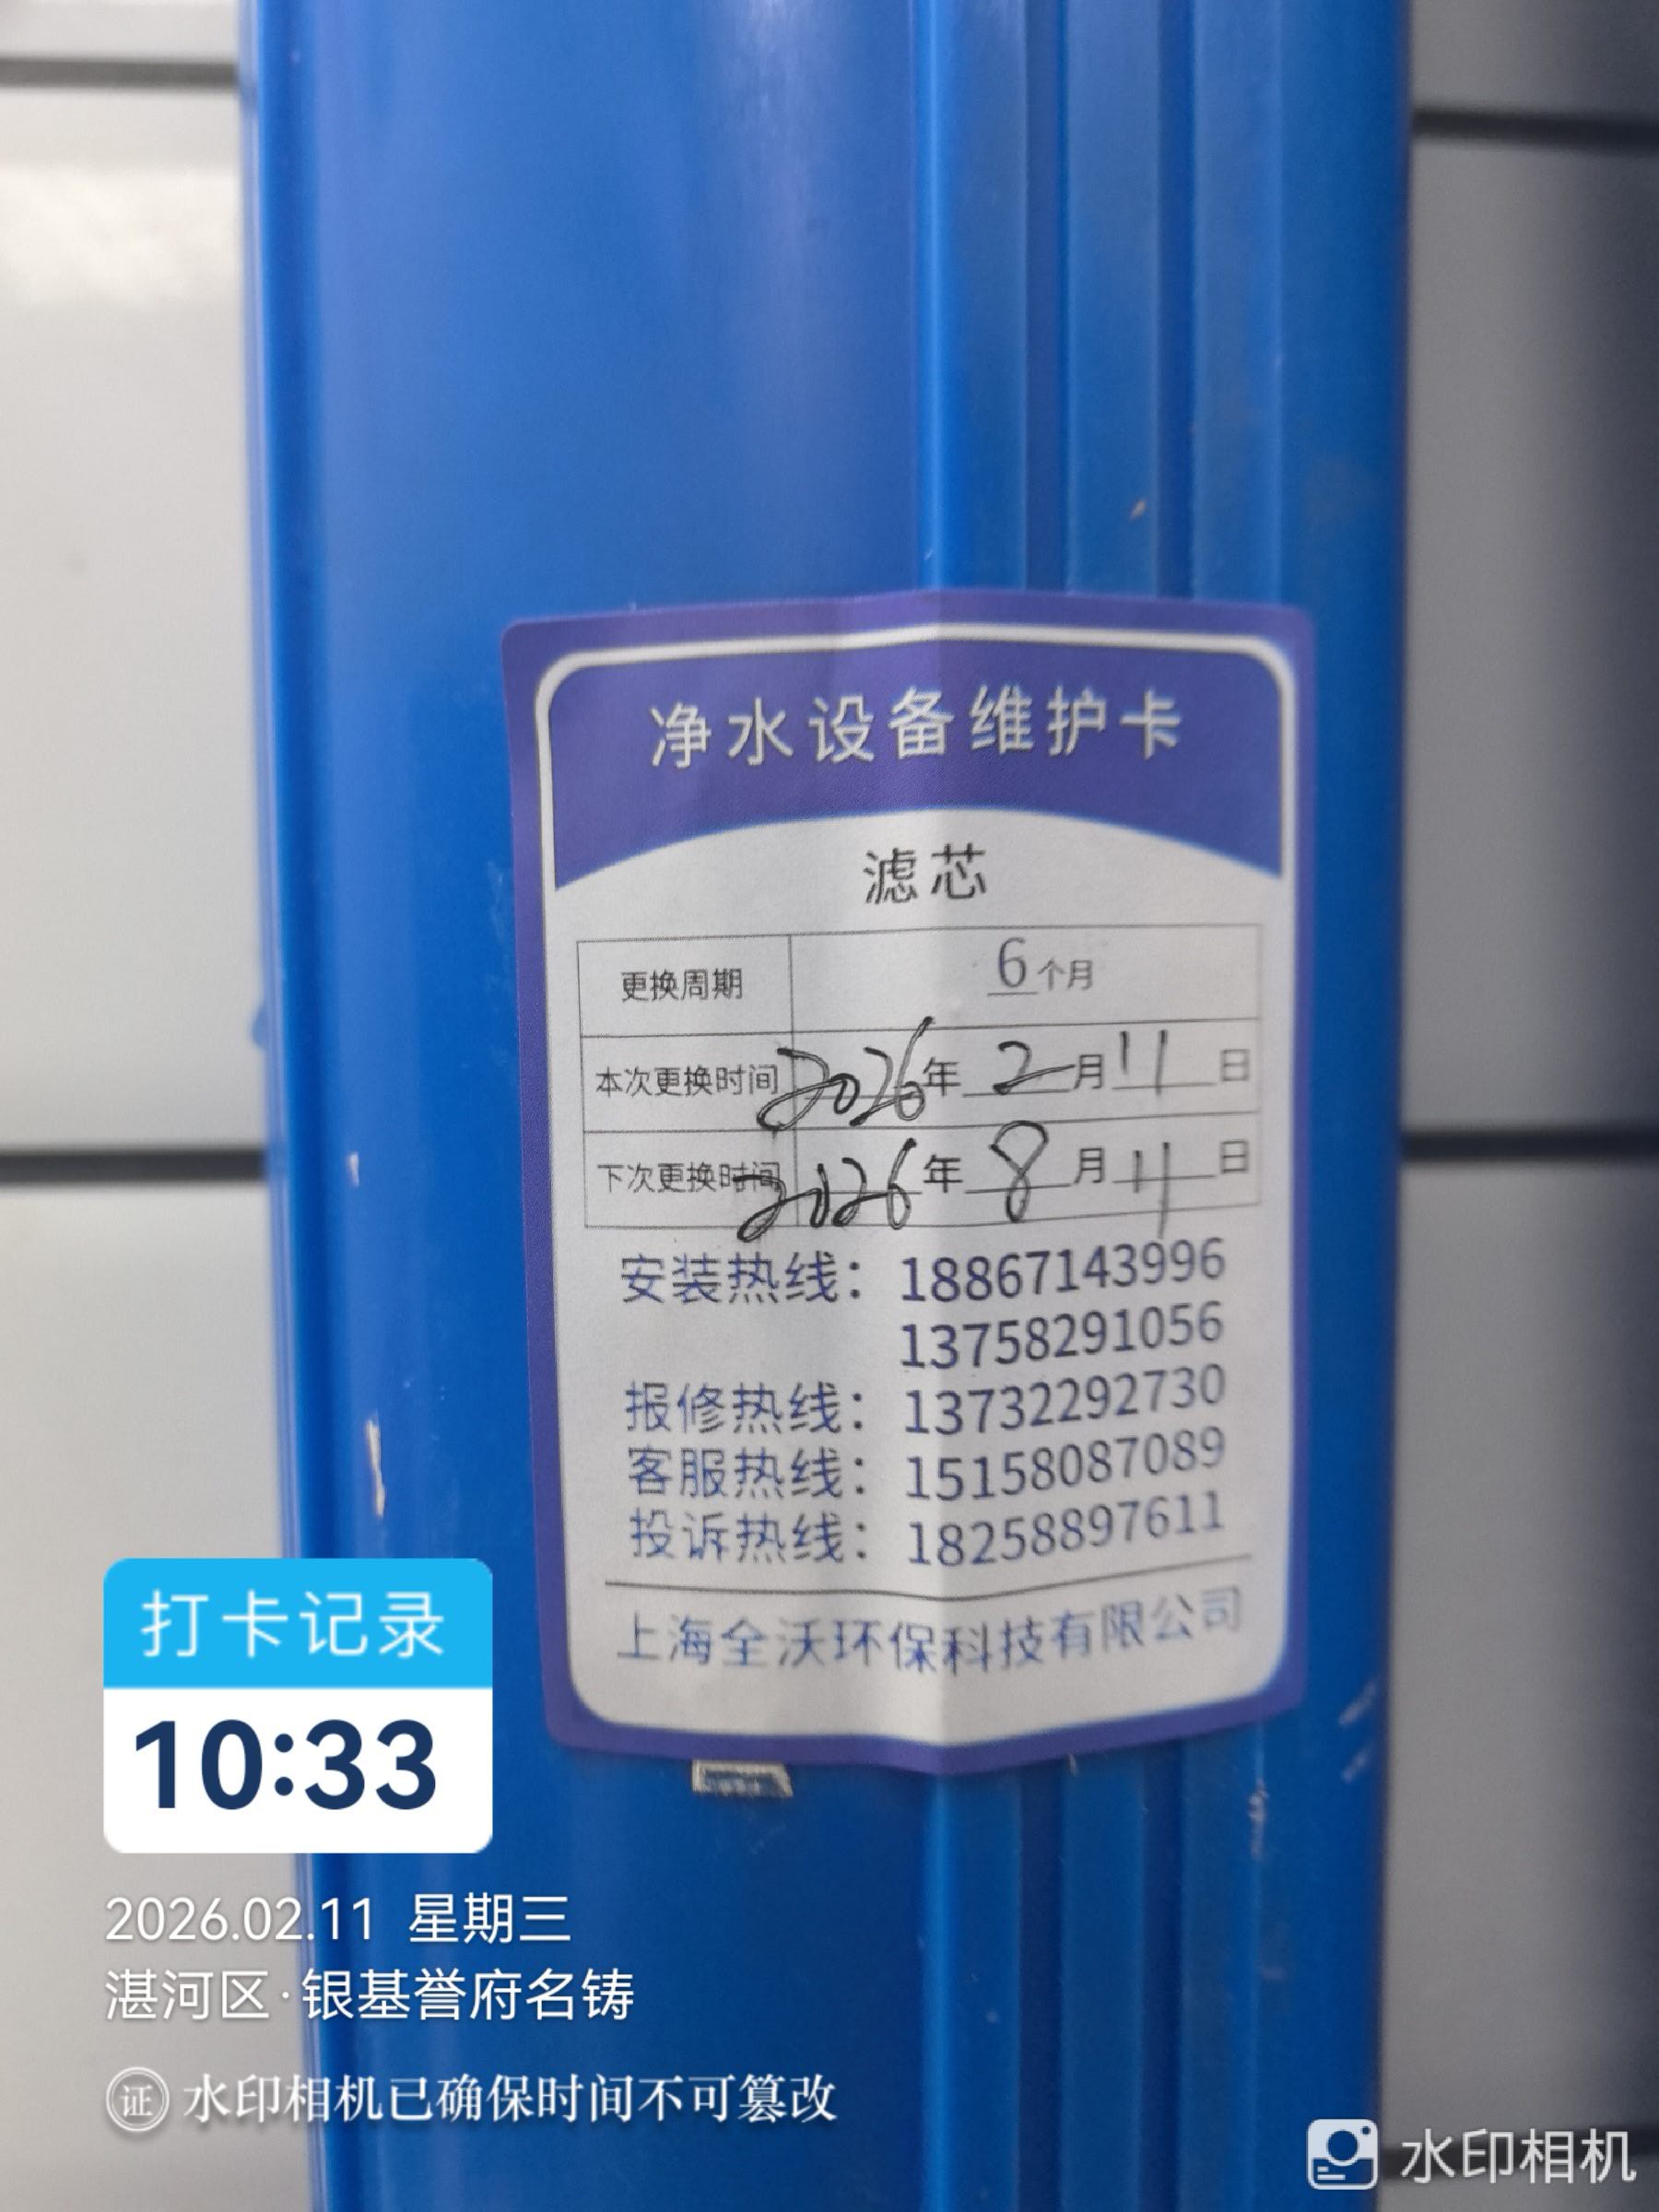 净水设备维护卡
滤芯
更换周期 6个月
本次更换时间 2026年2月11日
下次更换时间 2026年8月11日
安装热线：18867143996
13758291056
报修热线：13732292730
客服热线：15158087089
投诉热线：18258897611
上海全沃环保科技有限公司
打卡记录
10:33
2026.02.11 星期三
湛河区·银基誉府名铸
证 水印相机已确保时间不可篡改
水印相机